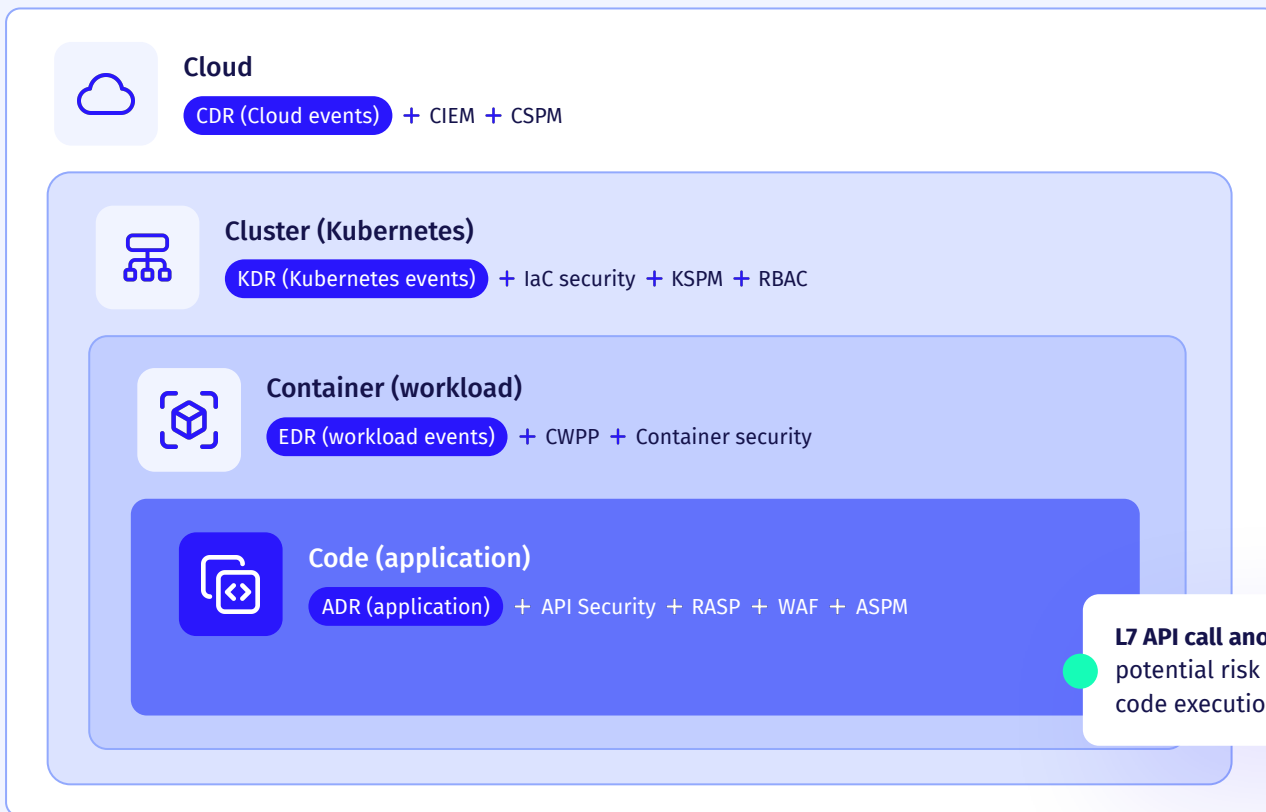 Cloud
CDR (Cloud events) + CIEM + CSPM
Cluster (Kubernetes)
KDR (Kubernetes events) + IaC security + KSPM + RBAC
Container (workload)
EDR (workload events) + CWPP + Container security
Code (application)
ADR (application) + API Security + RASP + WAF + ASPM
L7 API call
potential risk
code